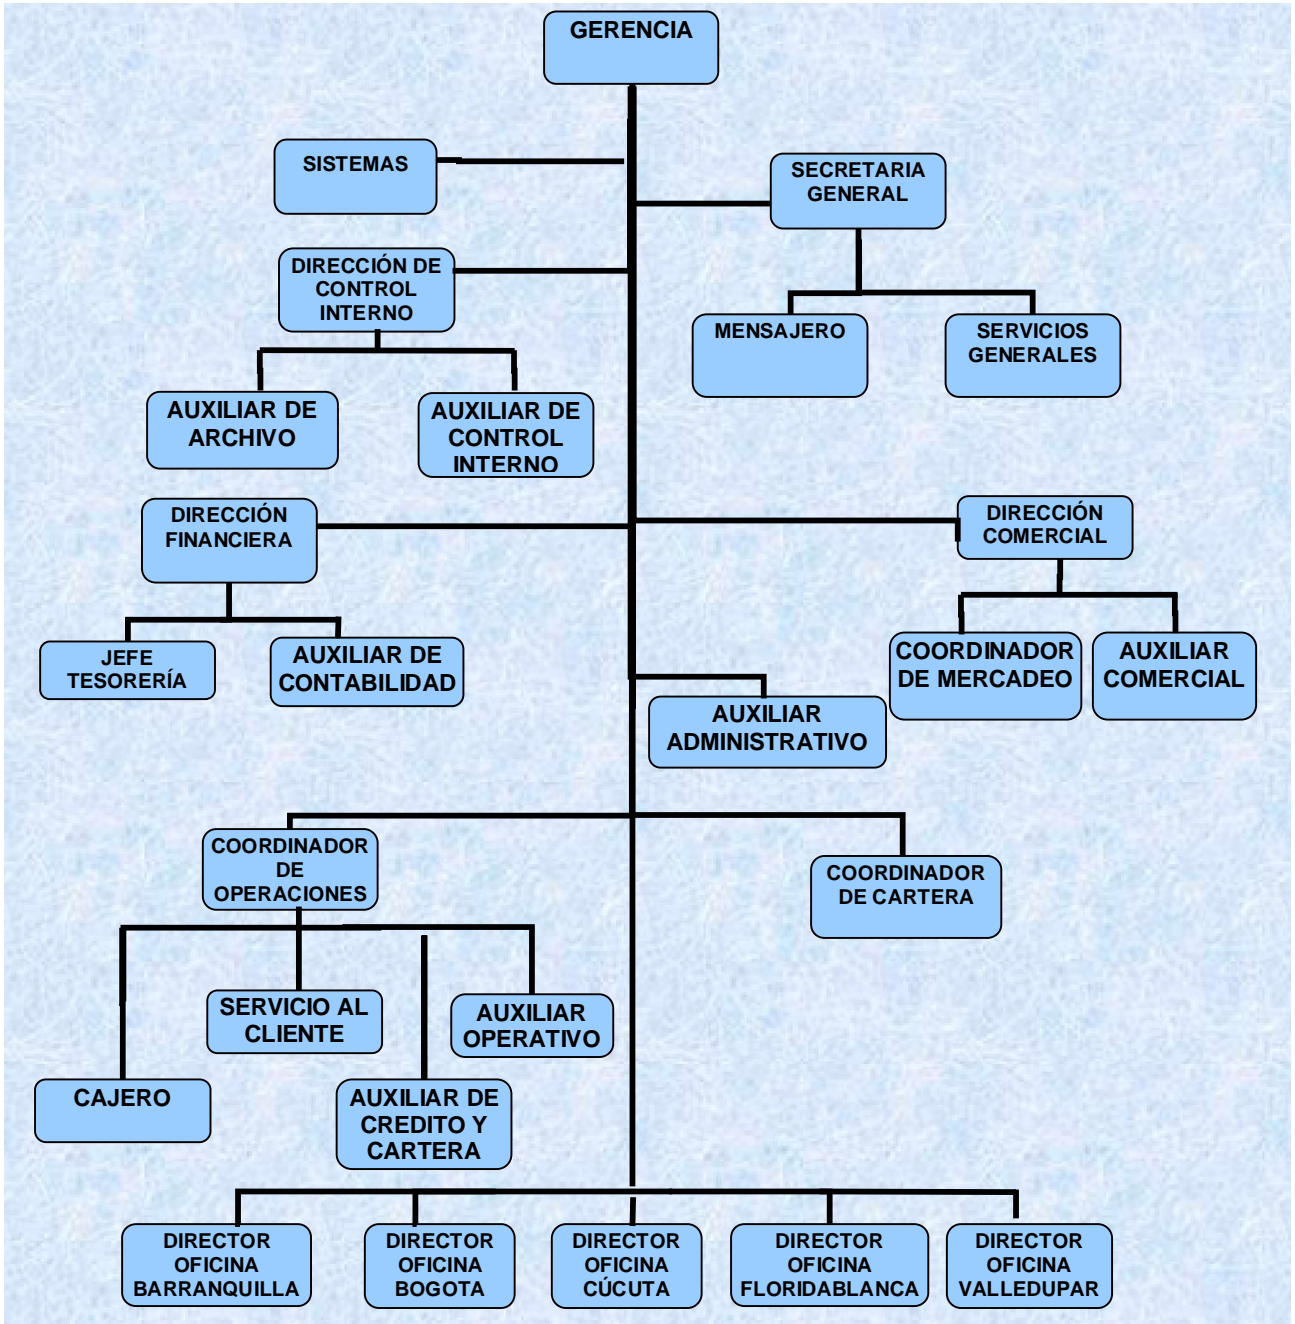 GERENCIA
SISTEMAS
SECRETARIA
GENERAL
DIRECCIÓN DE
CONTROL
INTERNO
MENSAJERO
SERVICIOS
GENERALES
AUXILIAR DE
ARCHIVO
AUXILIAR DE
CONTROL
INTERNO
DIRECCIÓN
FINANCIERA
DIRECCIÓN
COMERCIAL
JEFE
TESORERÍA
AUXILIAR DE
CONTABILIDAD
COORDINADOR
DE MERCADEO
AUXILIAR
COMERCIAL
AUXILIAR
ADMINISTRATIVO
COORDINADOR
DE
OPERACIONES
COORDINADOR
DE CARTERA
SERVICIO AL
CLIENTE
AUXILIAR
OPERATIVO
CAJERO
AUXILIAR DE
CREDITO Y
CARTERA
DIRECTOR
OFICINA
BARRANQUILLA
DIRECTOR
OFICINA
BOGOTA
DIRECTOR
OFICINA
CÚCUTA
DIRECTOR
OFICINA
FLORIDABLANCA
DIRECTOR
OFICINA
VALLEDUPAR